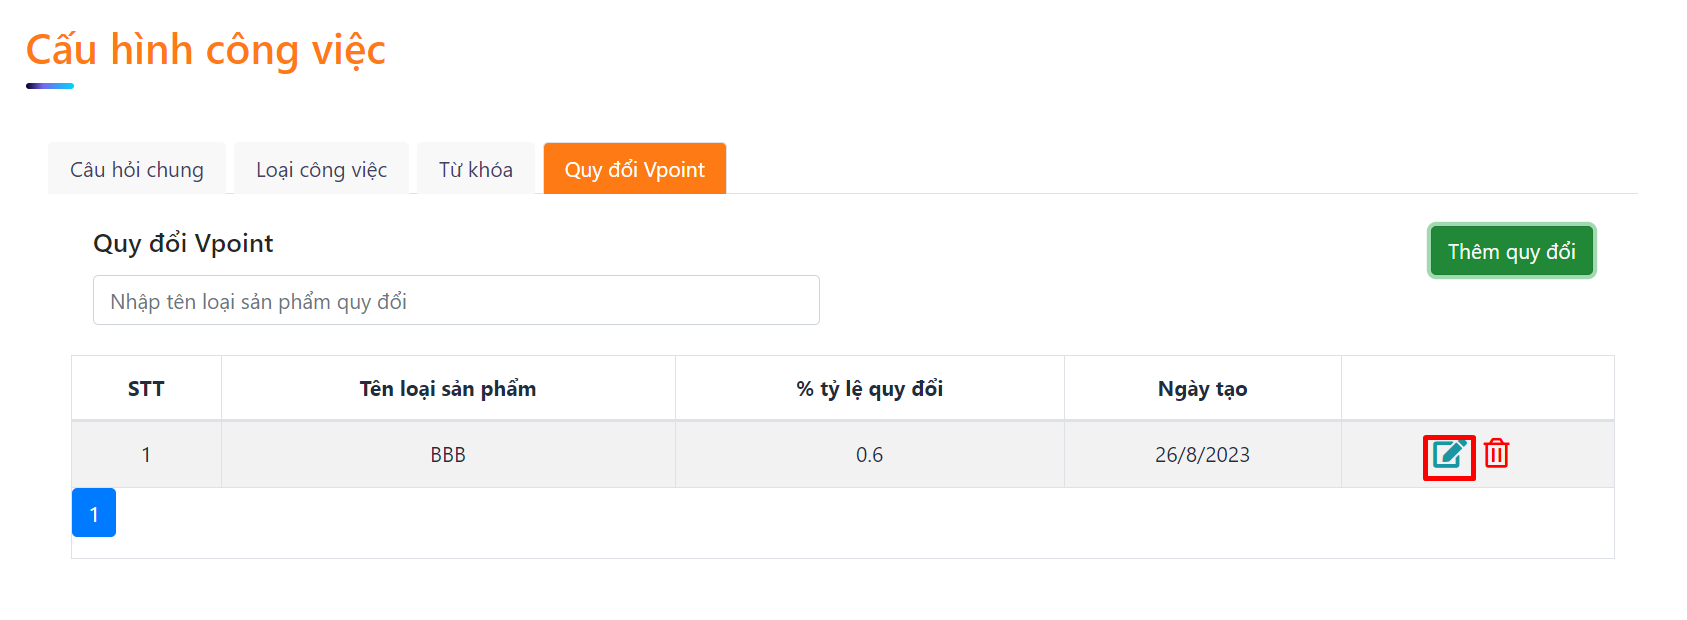 Cấu hình công việc
Câu hỏi chung Loại công việc Từ khóa Quy đổi Vpoint
Quy đổi Vpoint
Thêm quy đổi
Nhập tên loại sản phẩm quy đổi
STT Tên loại sản phẩm % tỷ lệ quy đổi Ngày tạo
1 BBB 0.6 26/8/2023
1